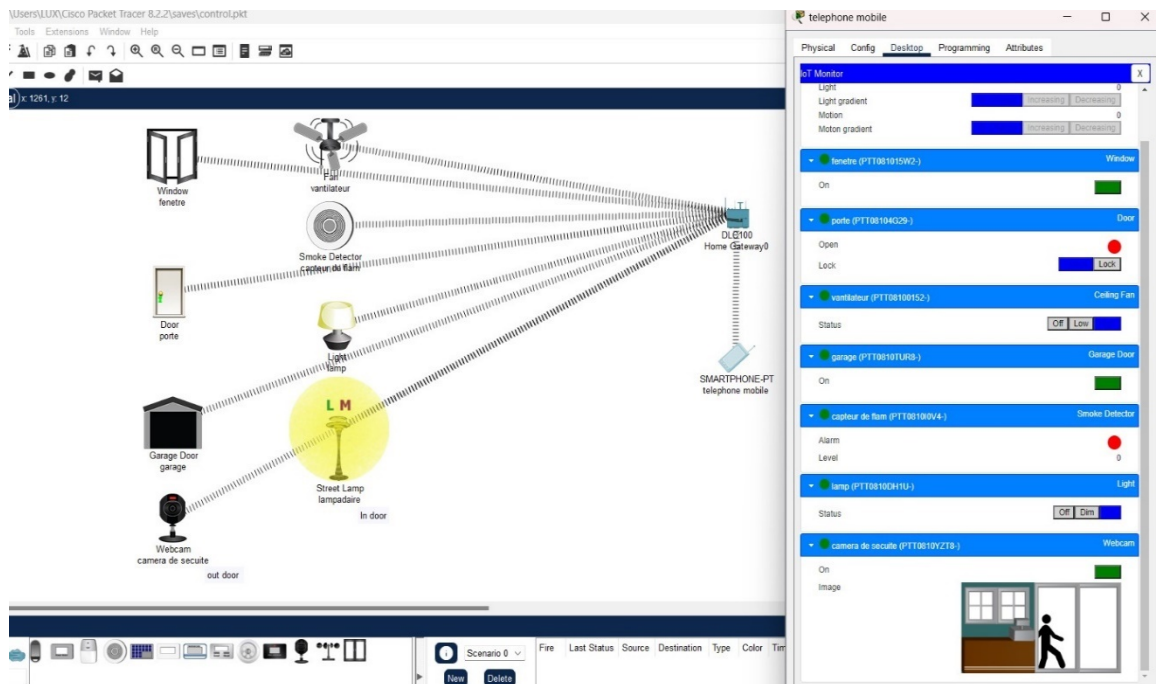 \Users\LUX\Cisco Packet Tracer 8.2.2\saves\control.pkt
Tools Extensions Window Help
x: 1261, y: 12
Window
fenetre
Fan
vantilateur
Smoke Detector
capteur de flam
DLC100
Home Gateway0
Door
porte
Light
lamp
SMARTPHONE-PT
telephone mobile
L M
Garage Door
garage
Street Lamp
lampadaire
In door
Webcam
camera de secuite
out door
Scenario 0
New Delete
Fire Last Status Source Destination Type Color
telephone mobile
Physical Config Desktop Programming Attributes
IoT Monitor X
Light 0
Light gradient Increasing Decreasing
Motion 0
Moton gradient Increasing Decreasing
fenetre (PTT081015W2-) Window
On
porte (PTT08104G29-) Door
Open
Lock Lock
vantilateur (PTT08100152-) Ceiling Fan
Status Off Low
garage (PTT0810TUR8-) Garage Door
On
capteur de flam (PTT0810I0V4-) Smoke Detector
Alarm
Level 0
lamp (PTT0810DH1U-) Light
Status Off Dim
camera de secuite (PTT0810YZT8-) Webcam
On
Image